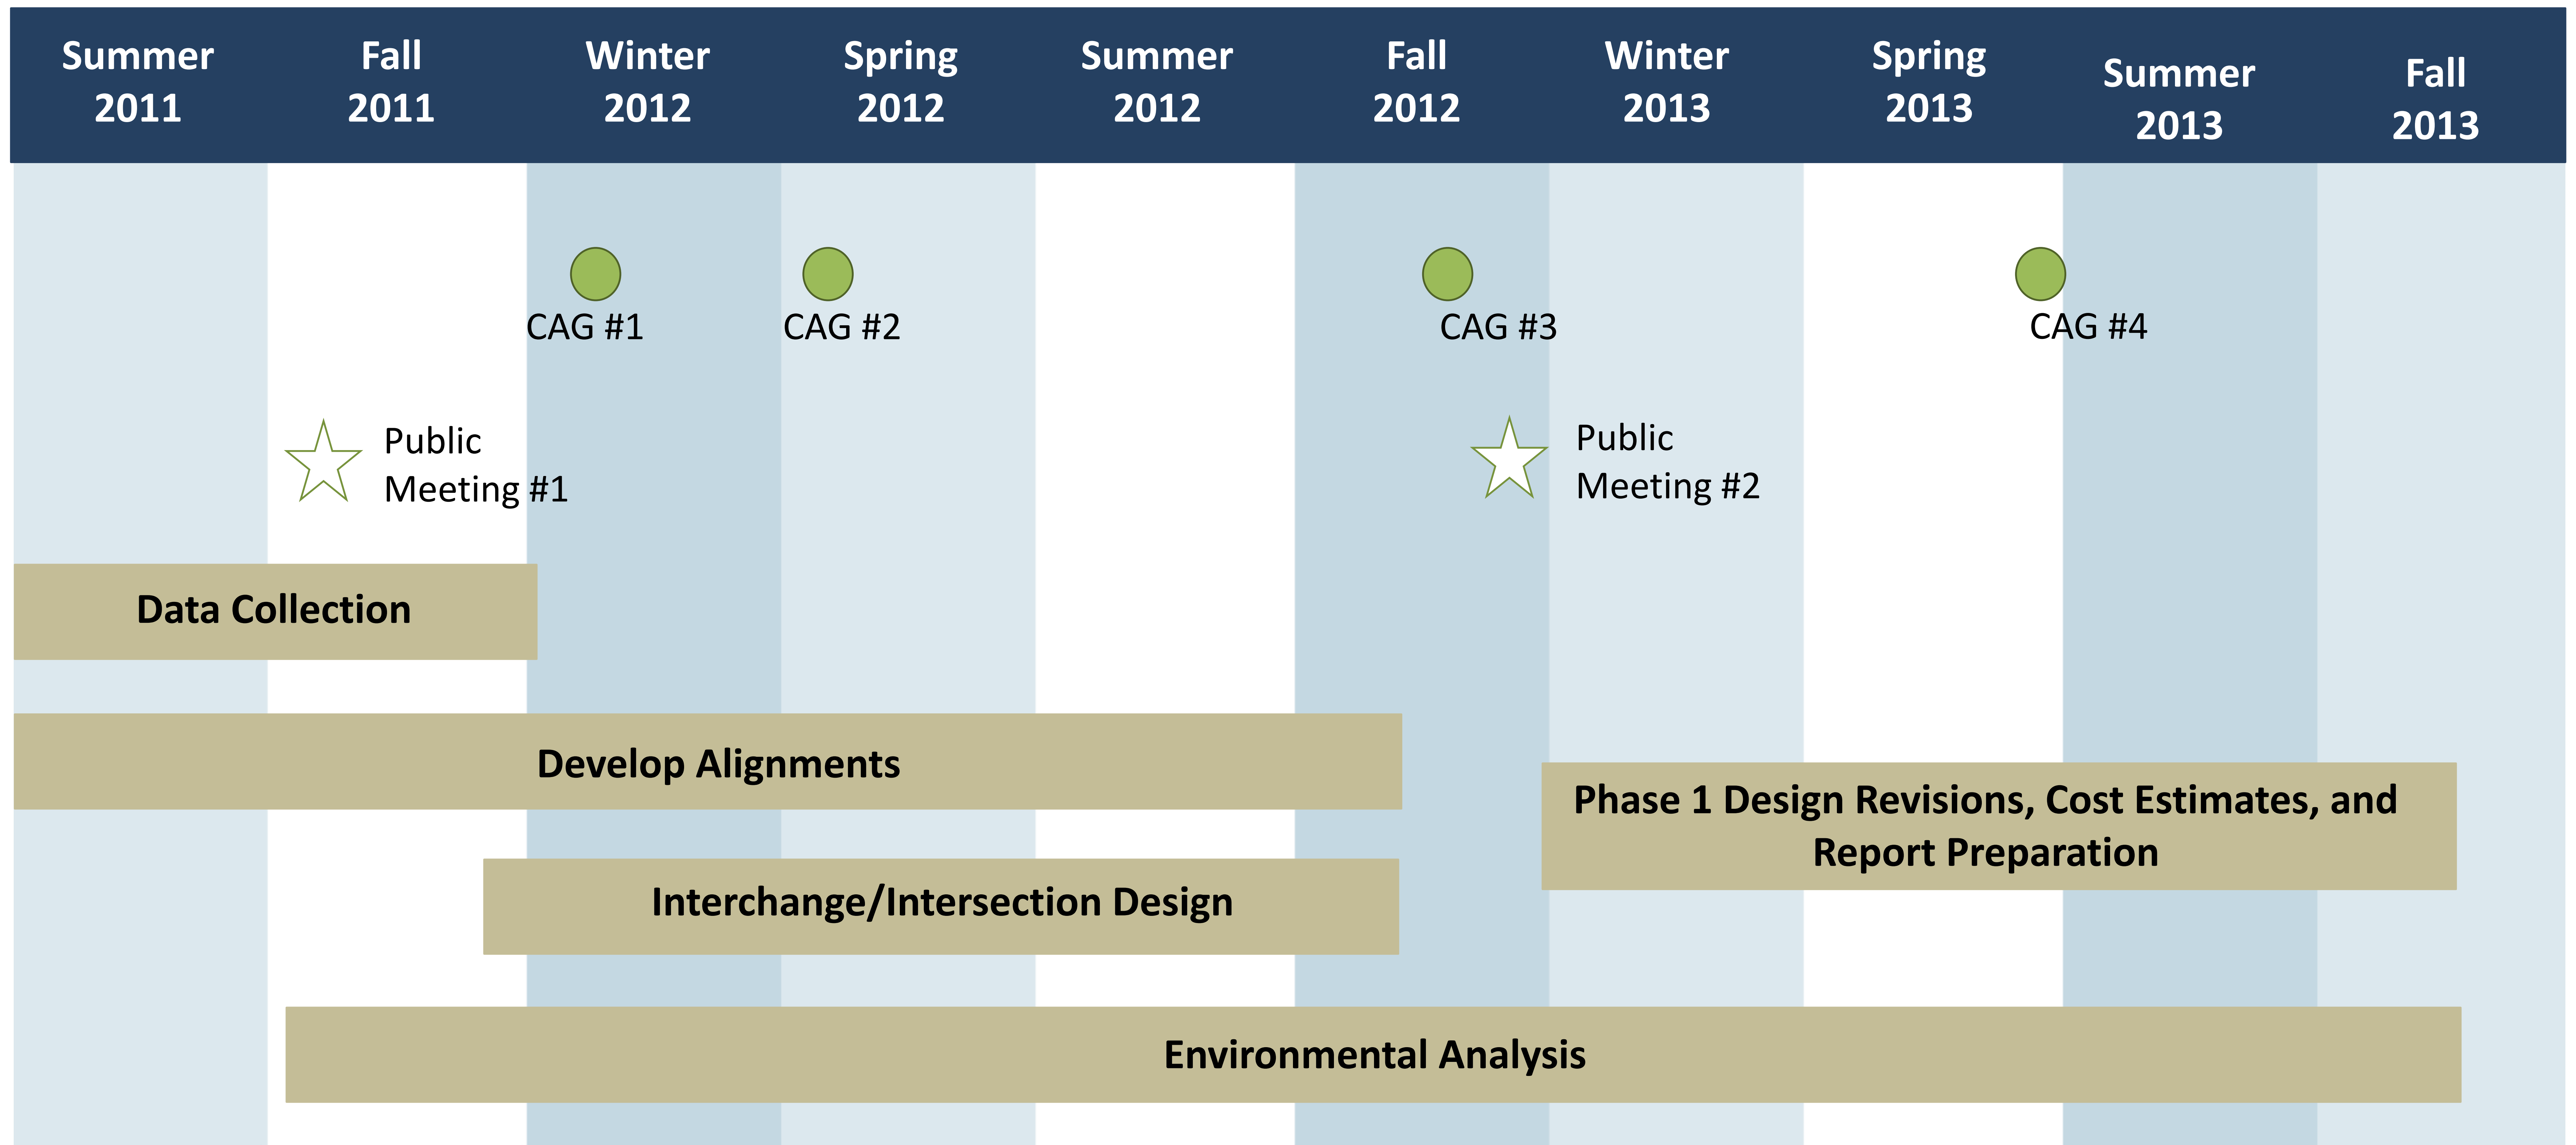 Summer
2011
Fall
2011
Winter
2012
Spring
2012
Summer
2012
Fall
2012
Winter
2013
Spring
2013
Summer
2013
Fall
2013
CAG #1
CAG #2
CAG #3
CAG #4
Public
Meeting #1
Public
Meeting #2
Data Collection
Develop Alignments
Phase 1 Design Revisions, Cost Estimates, and
Report Preparation
Interchange/Intersection Design
Environmental Analysis